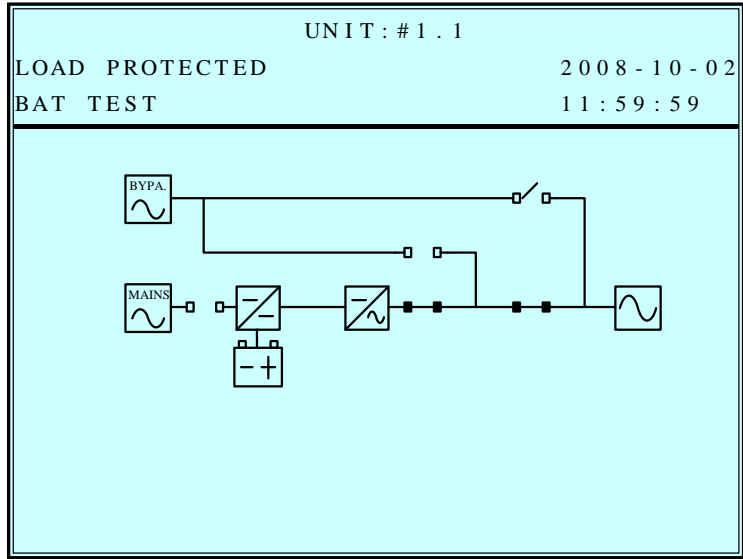 UNIT:#1.1
LOAD PROTECTED
2008-10-02
BAT TEST
11:59:59
BYPA.
MAINS